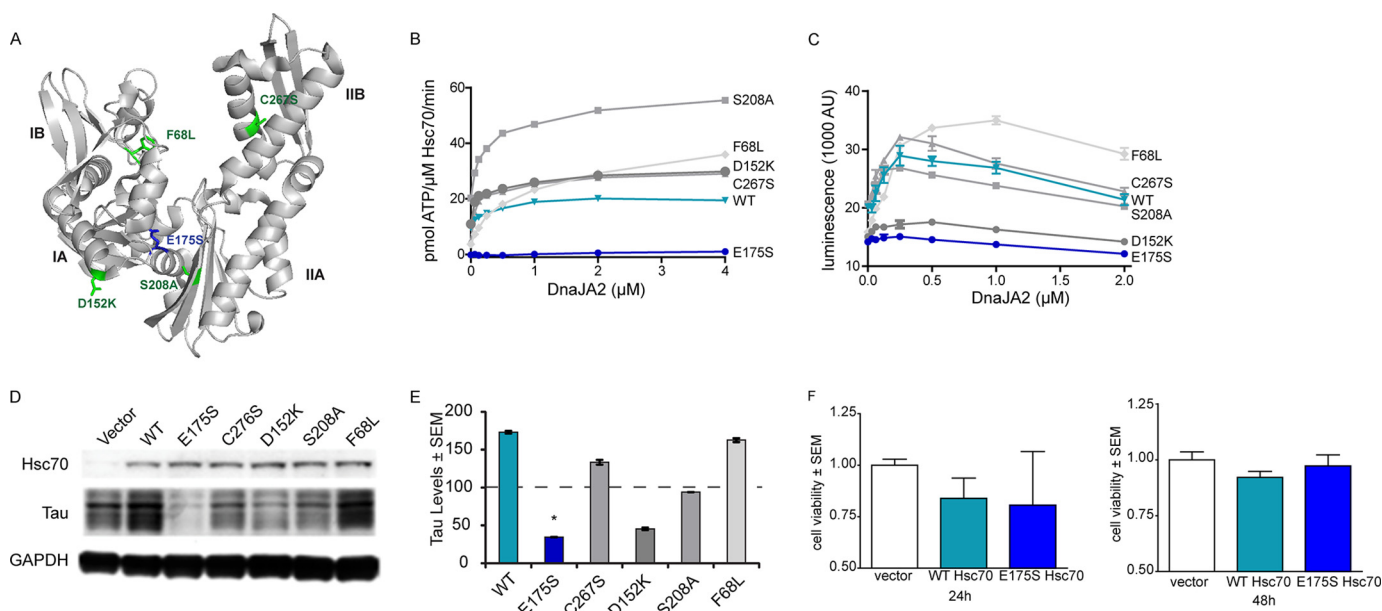 A
IB
F68L
C267S
IIB
E175S
IA
S208A
D152K
IIA
B
pmol ATP/µM Hsc70/min
60
40
20
0
0
1
2
3
4
DnaJA2 (µM)
S208A
F68L
D152K
C267S
WT
E175S
C
luminescence (1000 AU)
40
30
20
10
0.0
0.5
1.0
1.5
2.0
DnaJA2 (µM)
F68L
C267S
WT
S208A
D152K
E175S
D
Vector
WT
E175S
C276S
D152K
S208A
F68L
Hsc70
Tau
GAPDH
E
Tau Levels ± SEM
200
150
100
50
0
*
WT
E175S
C267S
D152K
S208A
F68L
F
cell viability ± SEM
1.25
1.00
0.75
0.50
vector
WT Hsc70
E175S Hsc70
24h
cell viability ± SEM
1.25
1.00
0.75
0.50
vector
WT Hsc70
E175S Hsc70
48h